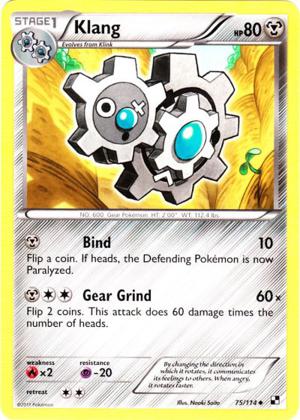 STAGE1 Klang HP80
Evolves from Klink
NO. 600 Gear Pokémon HT: 2'00" WT: 112.4 lbs.
Bind 10
Flip a coin. If heads, the Defending Pokémon is now
Paralyzed.
Gear Grind 60×
Flip 2 coins. This attack does 60 damage times the
number of heads.
weakness resistance
×2 -20
retreat
By changing the direction in
which it rotates, it communicates
its feelings to others. When angry,
it rotates faster.
©2011 Pokémon Illus. Naoki Saito 75/114